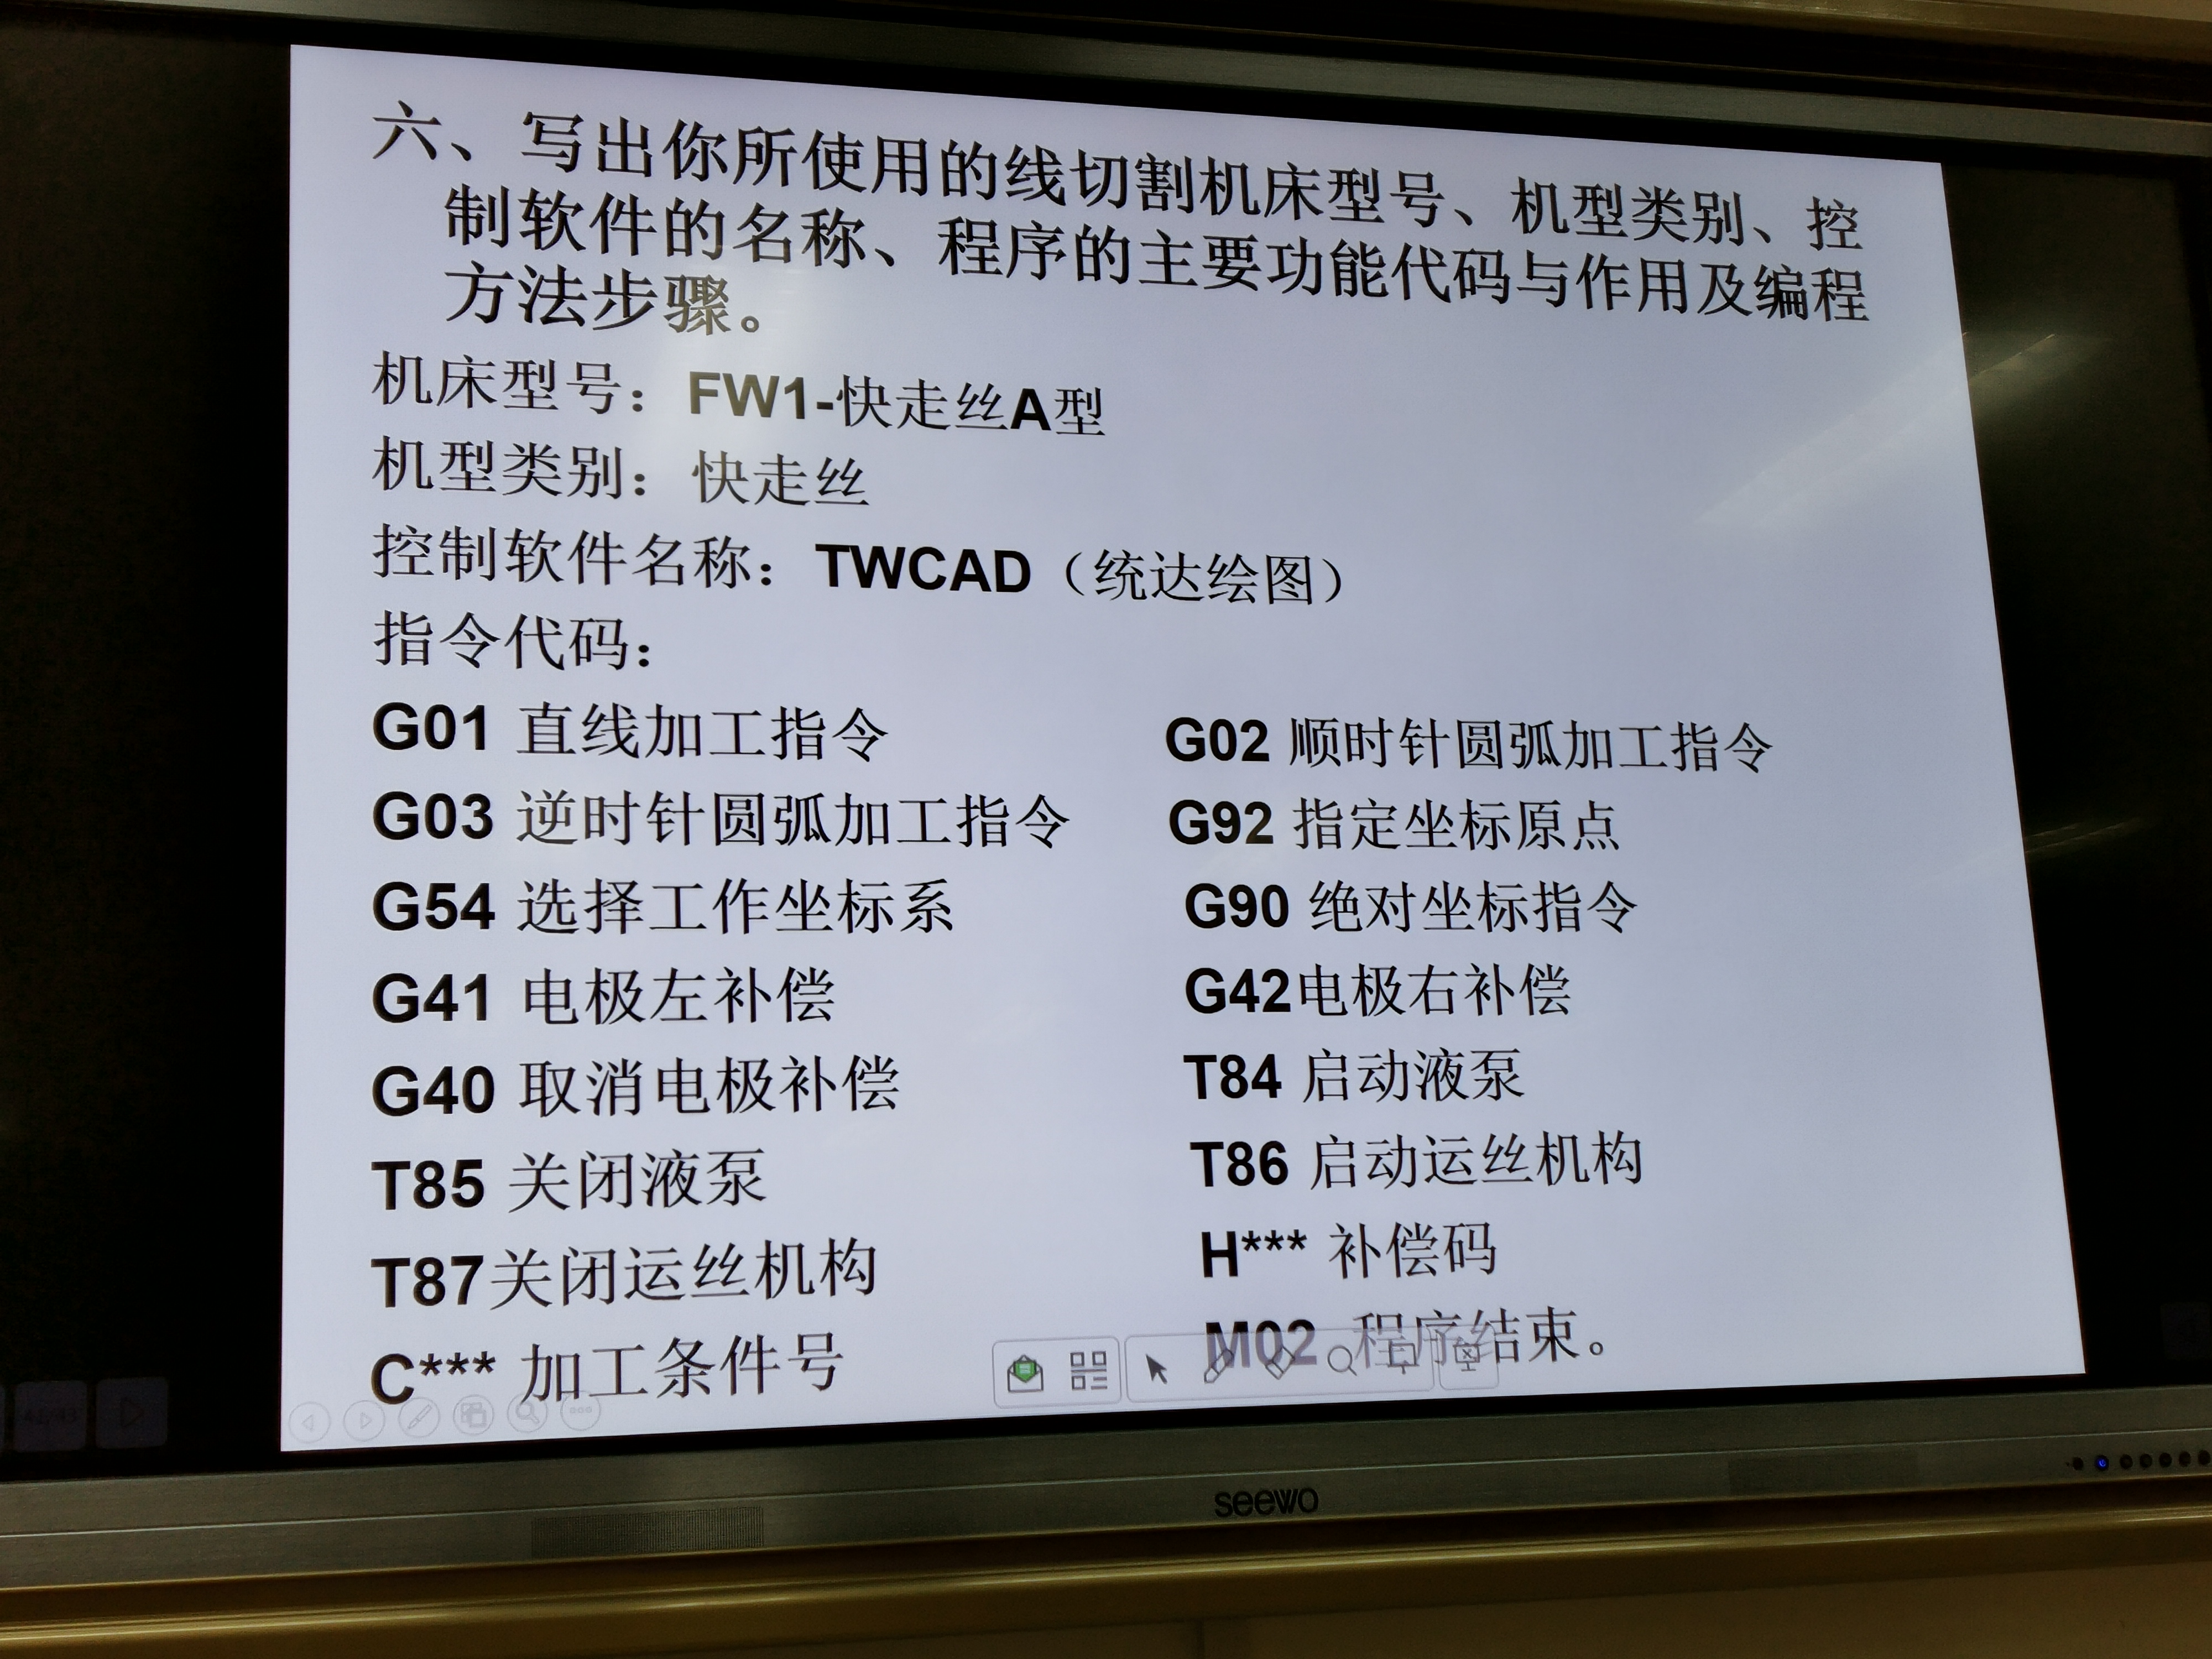 六、写出你所使用的线切割机床型号、机型类别、控
制软件的名称、程序的主要功能代码与作用及编程
方法步骤。
机床型号：FW1-快走丝A型
机型类别：快走丝
控制软件名称：TWCAD（统达绘图）
指令代码：
G01 直线加工指令 G02 顺时针圆弧加工指令
G03 逆时针圆弧加工指令 G92 指定坐标原点
G54 选择工作坐标系 G90 绝对坐标指令
G41 电极左补偿 G42电极右补偿
G40 取消电极补偿 T84 启动液泵
T85 关闭液泵 T86 启动运丝机构
T87关闭运丝机构 H*** 补偿码
C*** 加工条件号 M02 程序结束。
seewo